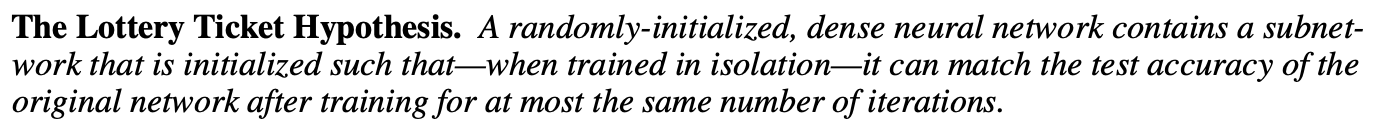 The Lottery Ticket Hypothesis. A randomly-initialized, dense neural network contains a subnet-
work that is initialized such that—when trained in isolation—it can match the test accuracy of the
original network after training for at most the same number of iterations.